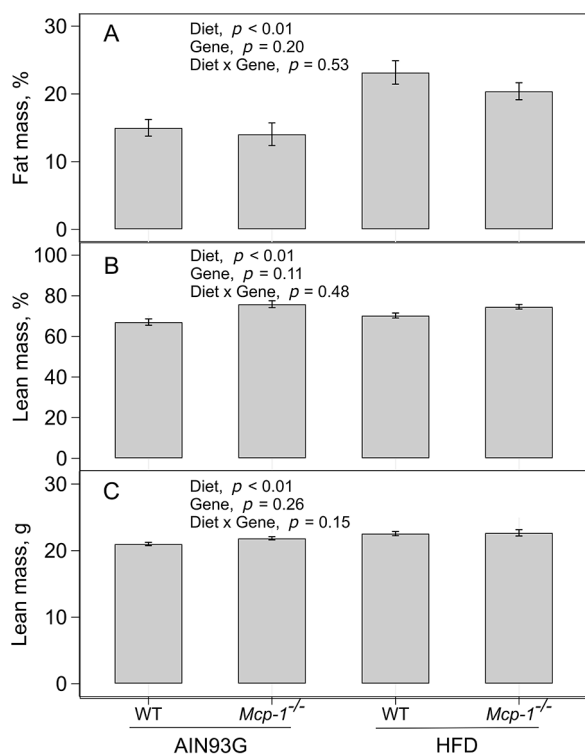 A
Diet, p < 0.01
Gene, p = 0.20
Diet x Gene, p = 0.53
Fat mass, %
30
20
10
0
B
Diet, p < 0.01
Gene, p = 0.11
Diet x Gene, p = 0.48
Lean mass, %
100
80
60
40
20
0
C
Diet, p < 0.01
Gene, p = 0.26
Diet x Gene, p = 0.15
Lean mass, g
30
20
10
0
WT Mcp-1⁻/⁻ WT Mcp-1⁻/⁻
AIN93G HFD